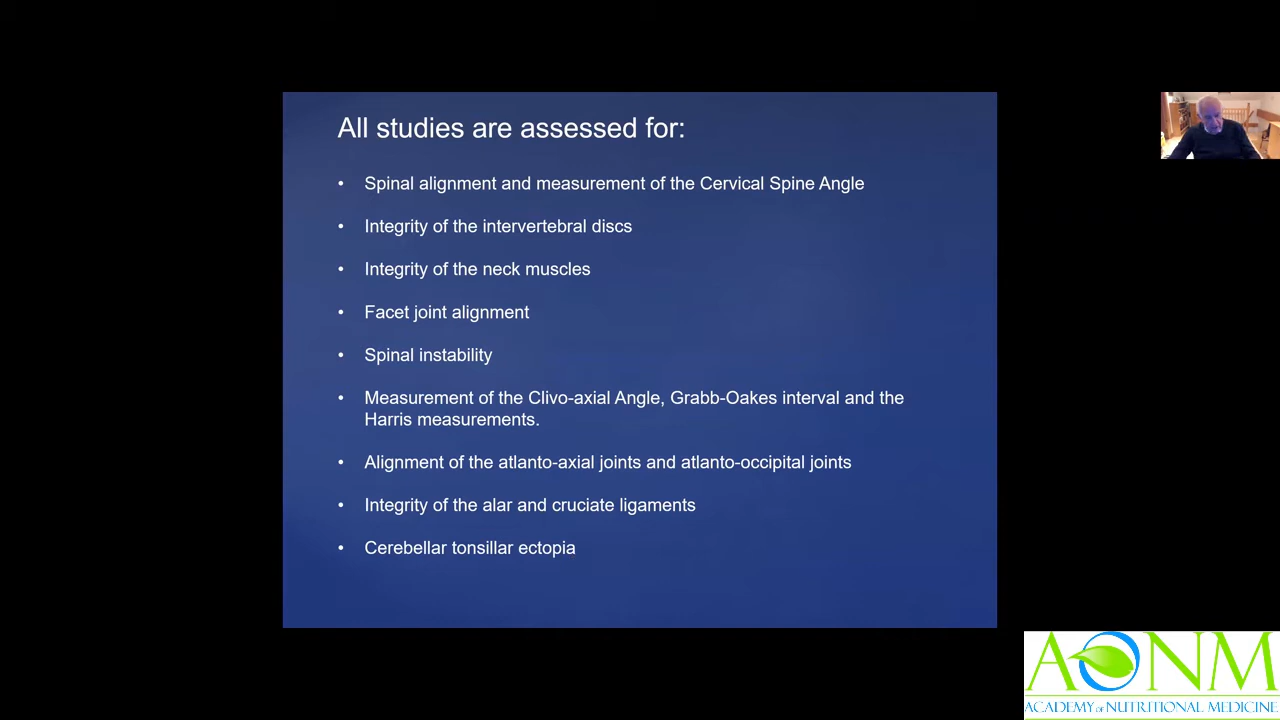 All studies are assessed for:
• Spinal alignment and measurement of the Cervical Spine Angle
• Integrity of the intervertebral discs
• Integrity of the neck muscles
• Facet joint alignment
• Spinal instability
• Measurement of the Clivo-axial Angle, Grabb-Oakes interval and the
Harris measurements.
• Alignment of the atlanto-axial joints and atlanto-occipital joints
• Integrity of the alar and cruciate ligaments
• Cerebellar tonsillar ectopia
AONM
ACADEMY of NUTRITIONAL MEDICINE